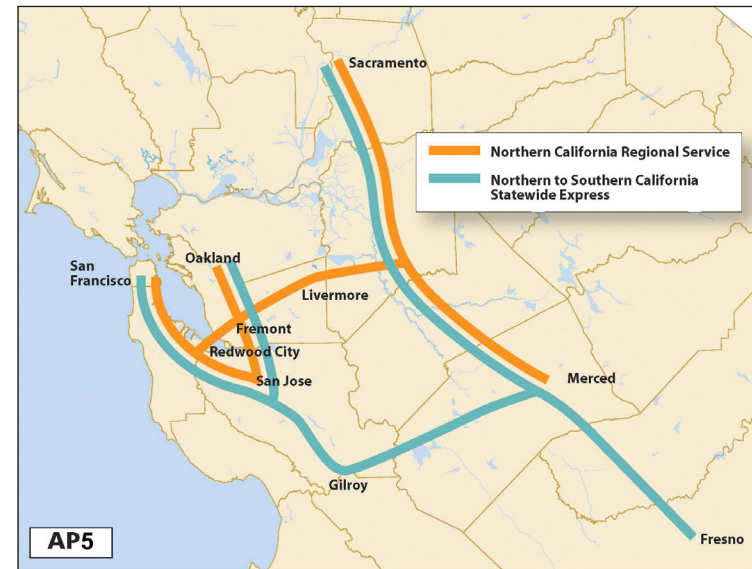 Sacramento
Northern California Regional Service
Northern to Southern California
Statewide Express
Oakland
San
Francisco
Livermore
Fremont
Redwood City
San Jose
Merced
Gilroy
Fresno
AP5